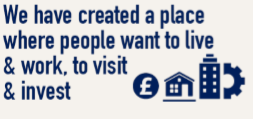 We have created a place
where people want to live
& work, to visit
& invest
£